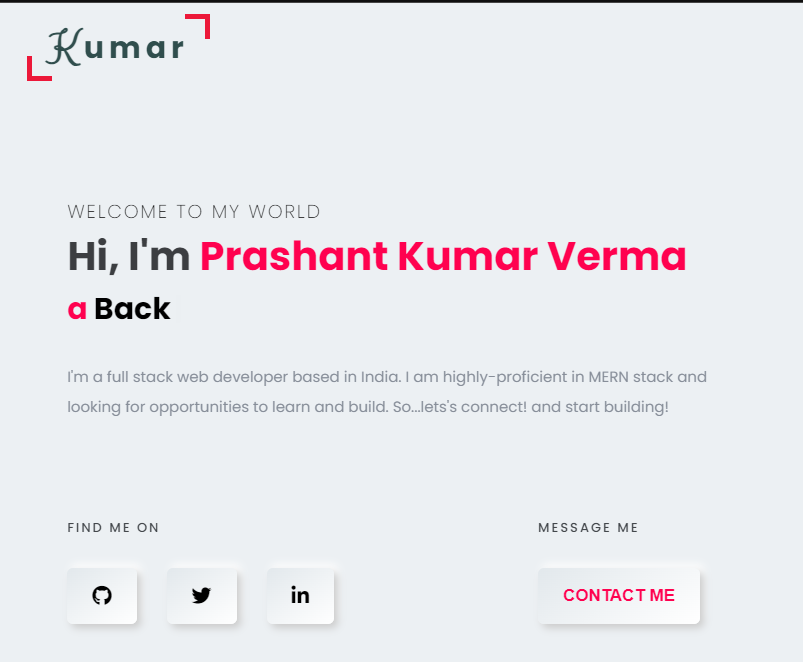 Kumar
WELCOME TO MY WORLD
Hi, I'm Prashant Kumar Verma
a Back
I'm a full stack web developer based in India. I am highly-proficient in MERN stack and
looking for opportunities to learn and build. So...lets's connect! and start building!
FIND ME ON
MESSAGE ME
in
CONTACT ME